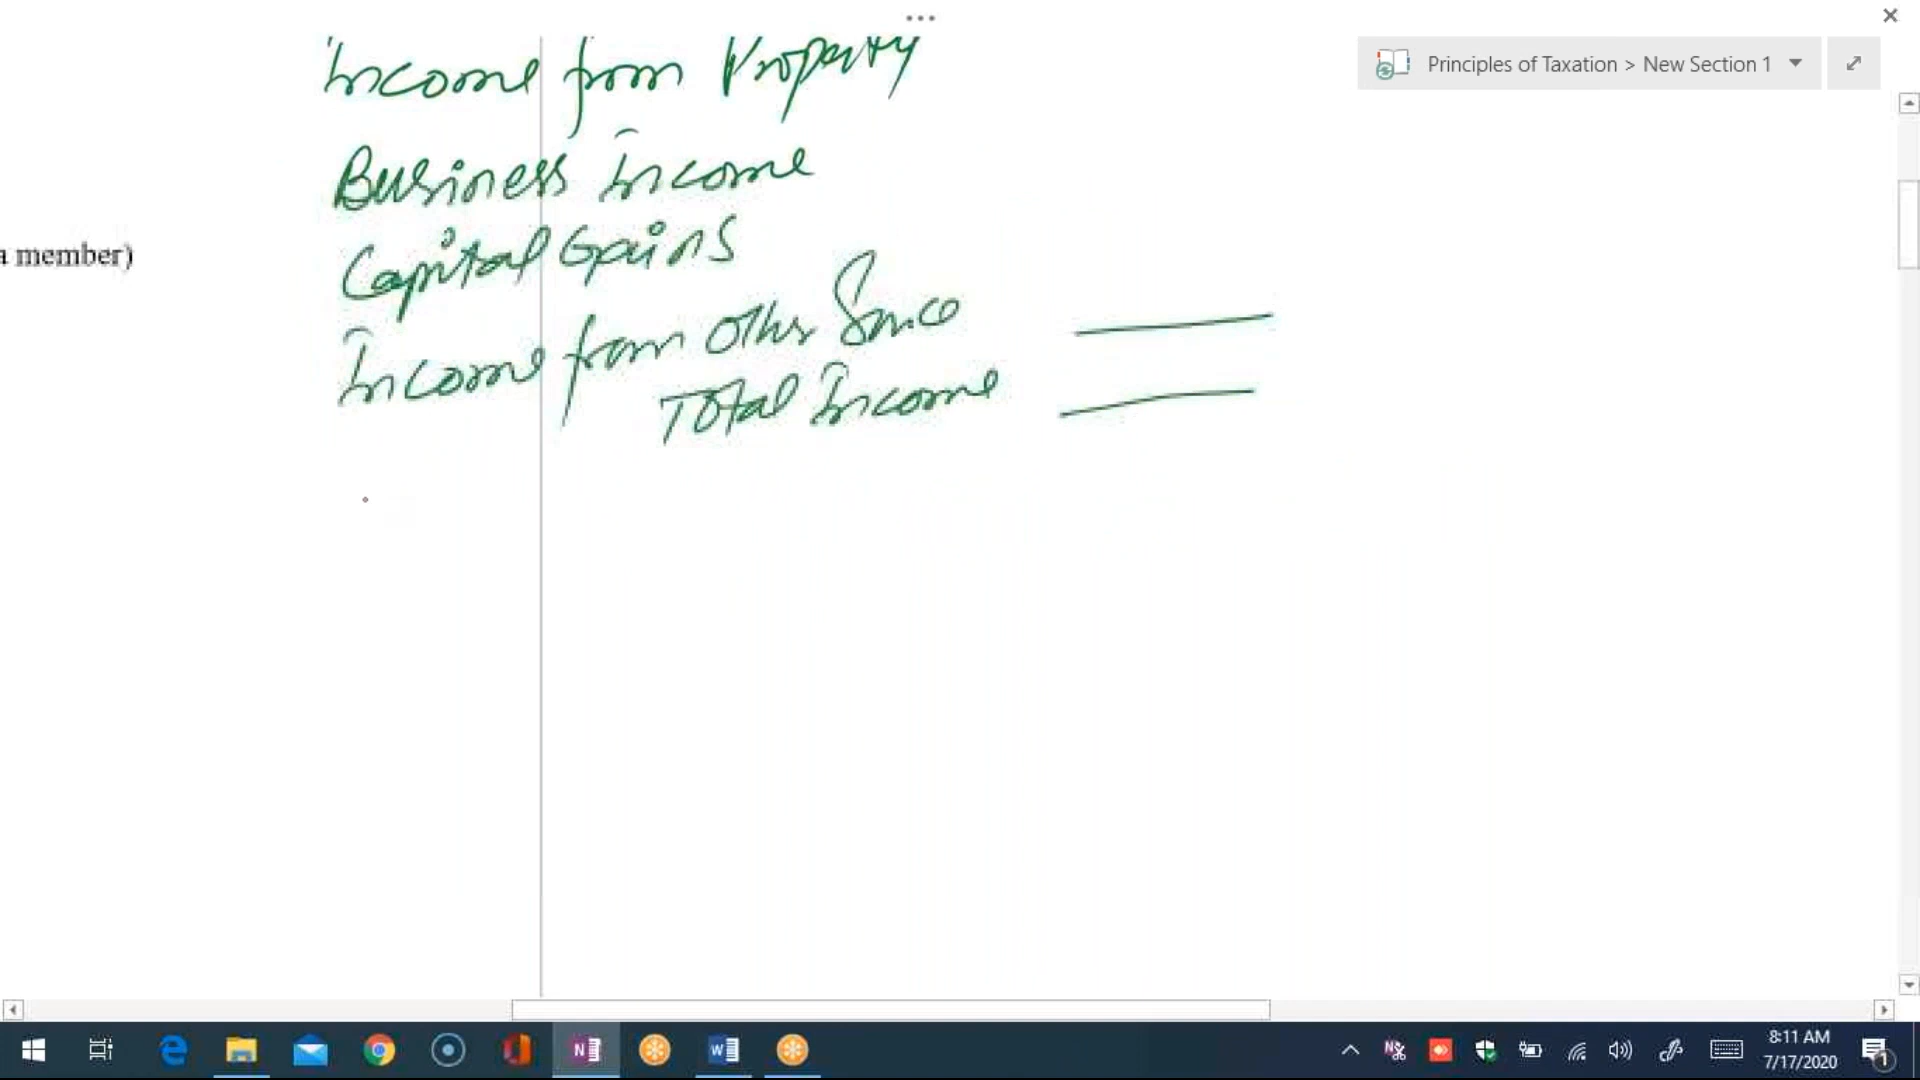 Income from Property
Principles of Taxation > New Section 1
Business Income
Capital Gains
a member)
Income from Other Source
Total Income
8:11 AM
7/17/2020
1